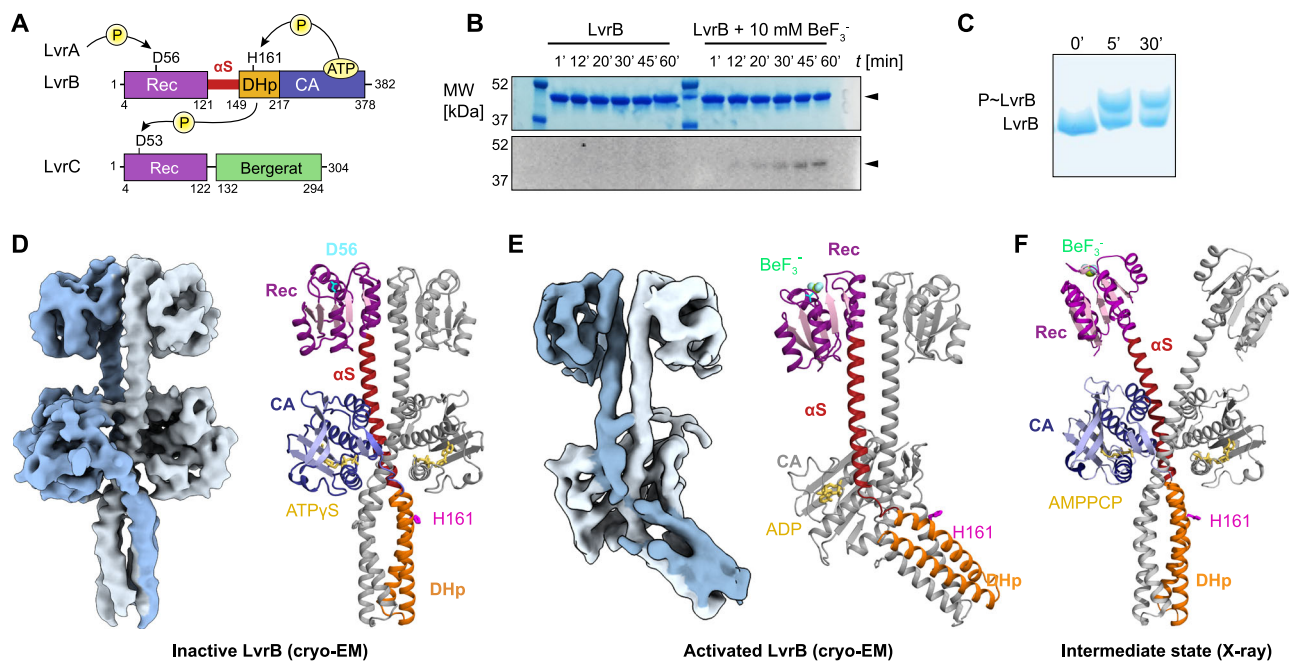 A
LvrA
P
P
D56
H161
ATP
αS
LvrB
1
Rec
DHp
CA
382
4
121
149
217
378
P
D53
LvrC
1
Rec
Bergerat
304
4
122
132
294
B
LvrB
LvrB + 10 mM BeF3-
1' 12' 20' 30' 45' 60'
1' 12' 20' 30' 45' 60'
t [min]
MW
[kDa]
52
37
52
37
C
0' 5' 30'
P~LvrB
LvrB
D
D56
Rec
αS
CA
ATPγS
H161
DHp
Inactive LvrB (cryo-EM)
E
Rec
BeF3-
αS
CA
ADP
H161
DHp
Activated LvrB (cryo-EM)
F
BeF3-
Rec
αS
CA
AMPPCP
H161
DHp
Intermediate state (X-ray)